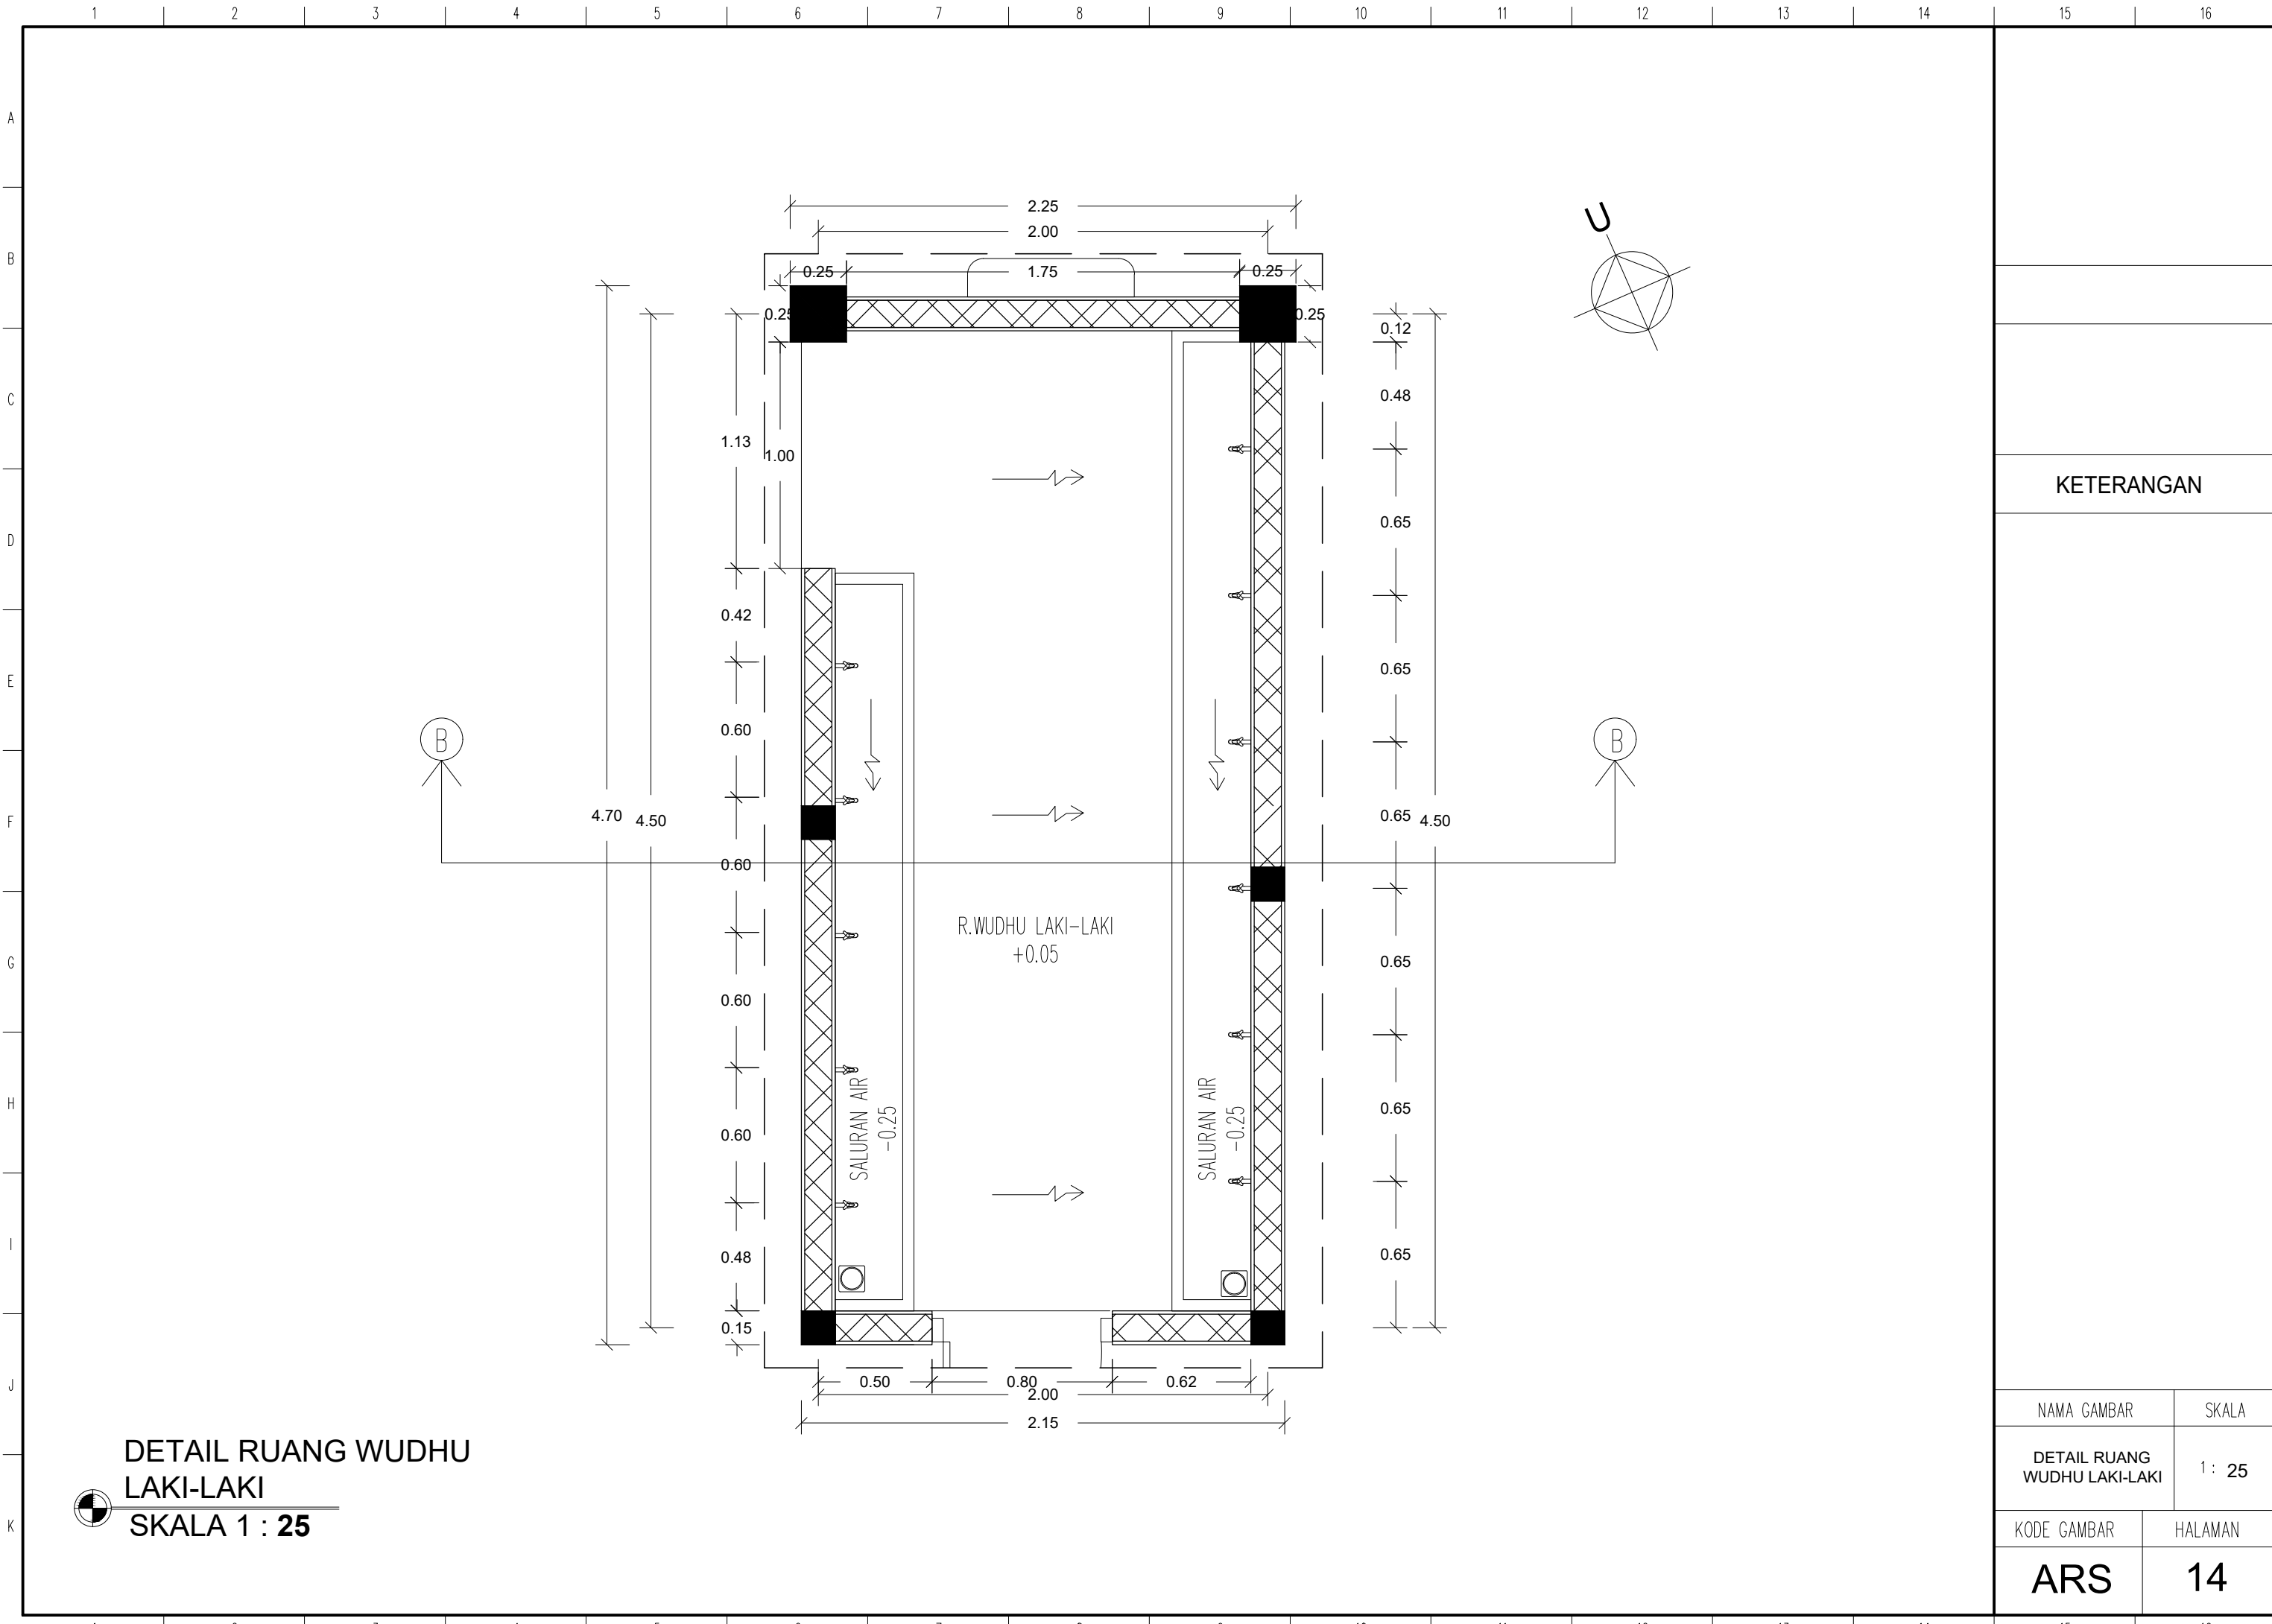 1 2 3 4 5 6 7 8 9 10 11 12 13 14 15 16
A
B
C
D
E
F
G
H
I
J
K
2.25
2.00
0.25 1.75 0.25
0.25 0.25
U
0.12
0.48
1.13
1.00
0.65
0.42
0.65
0.60
B B
4.70 4.50
0.65 4.50
0.60
R.WUDHU LAKI-LAKI
+0.05
0.65
0.60
SALURAN AIR
-0.25
SALURAN AIR
-0.25
0.65
0.60
0.65
0.48
0.15
0.50 0.80 0.62
2.00
2.15
DETAIL RUANG WUDHU
LAKI-LAKI
SKALA 1 : 25
KETERANGAN
NAMA GAMBAR SKALA
DETAIL RUANG
WUDHU LAKI-LAKI
1 : 25
KODE GAMBAR HALAMAN
ARS 14